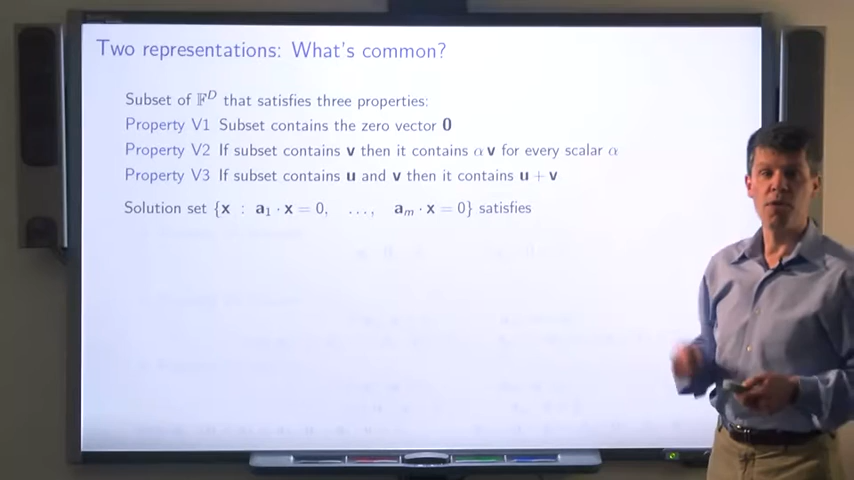 Two representations: What's common?
Subset of 𝔽^D that satisfies three properties:
Property V1 Subset contains the zero vector 0
Property V2 If subset contains v then it contains α v for every scalar α
Property V3 If subset contains u and v then it contains u + v
Solution set {x : a₁ · x = 0, ..., aₘ · x = 0} satisfies